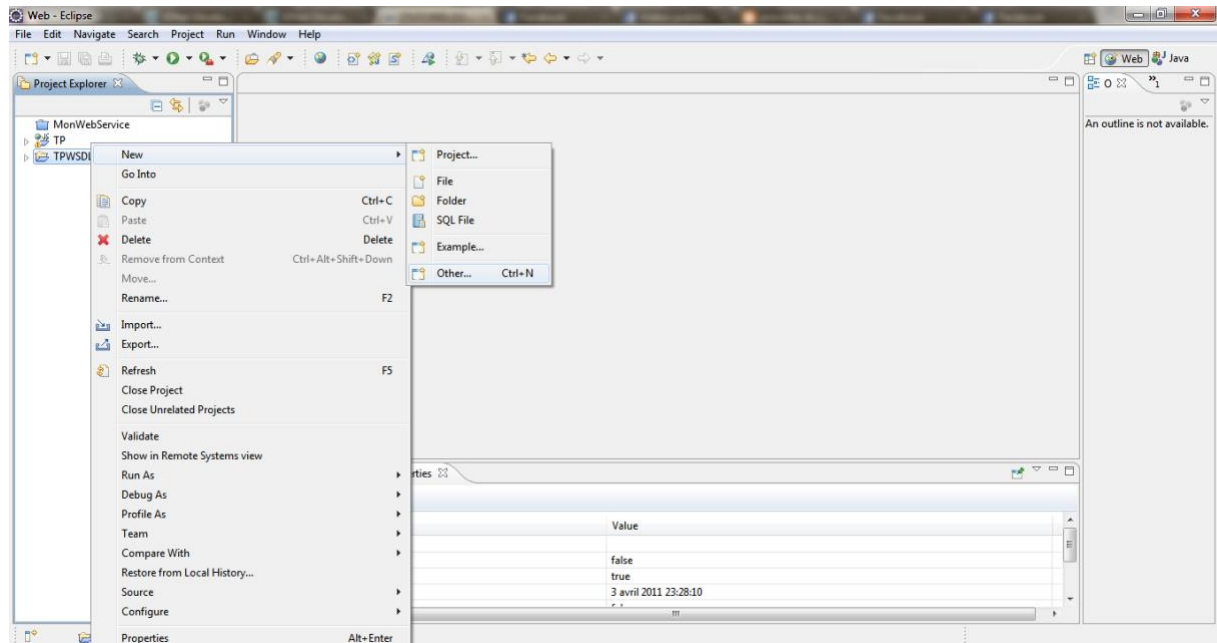 Web - Eclipse
File Edit Navigate Search Project Run Window Help
Web Java
Project Explorer
O »1
An outline is not available.
MonWebService
TP
TPWSDL
New
Go Into
Copy Ctrl+C
Paste Ctrl+V
Delete Delete
Remove from Context Ctrl+Alt+Shift+Down
Move...
Rename... F2
Import...
Export...
Refresh F5
Close Project
Close Unrelated Projects
Validate
Show in Remote Systems view
Run As
Debug As
Profile As
Team
Compare With
Restore from Local History...
Source
Configure
Properties Alt+Enter
Project...
File
Folder
SQL File
Example...
Other... Ctrl+N
rties
Value
false
true
3 avril 2011 23:28:10